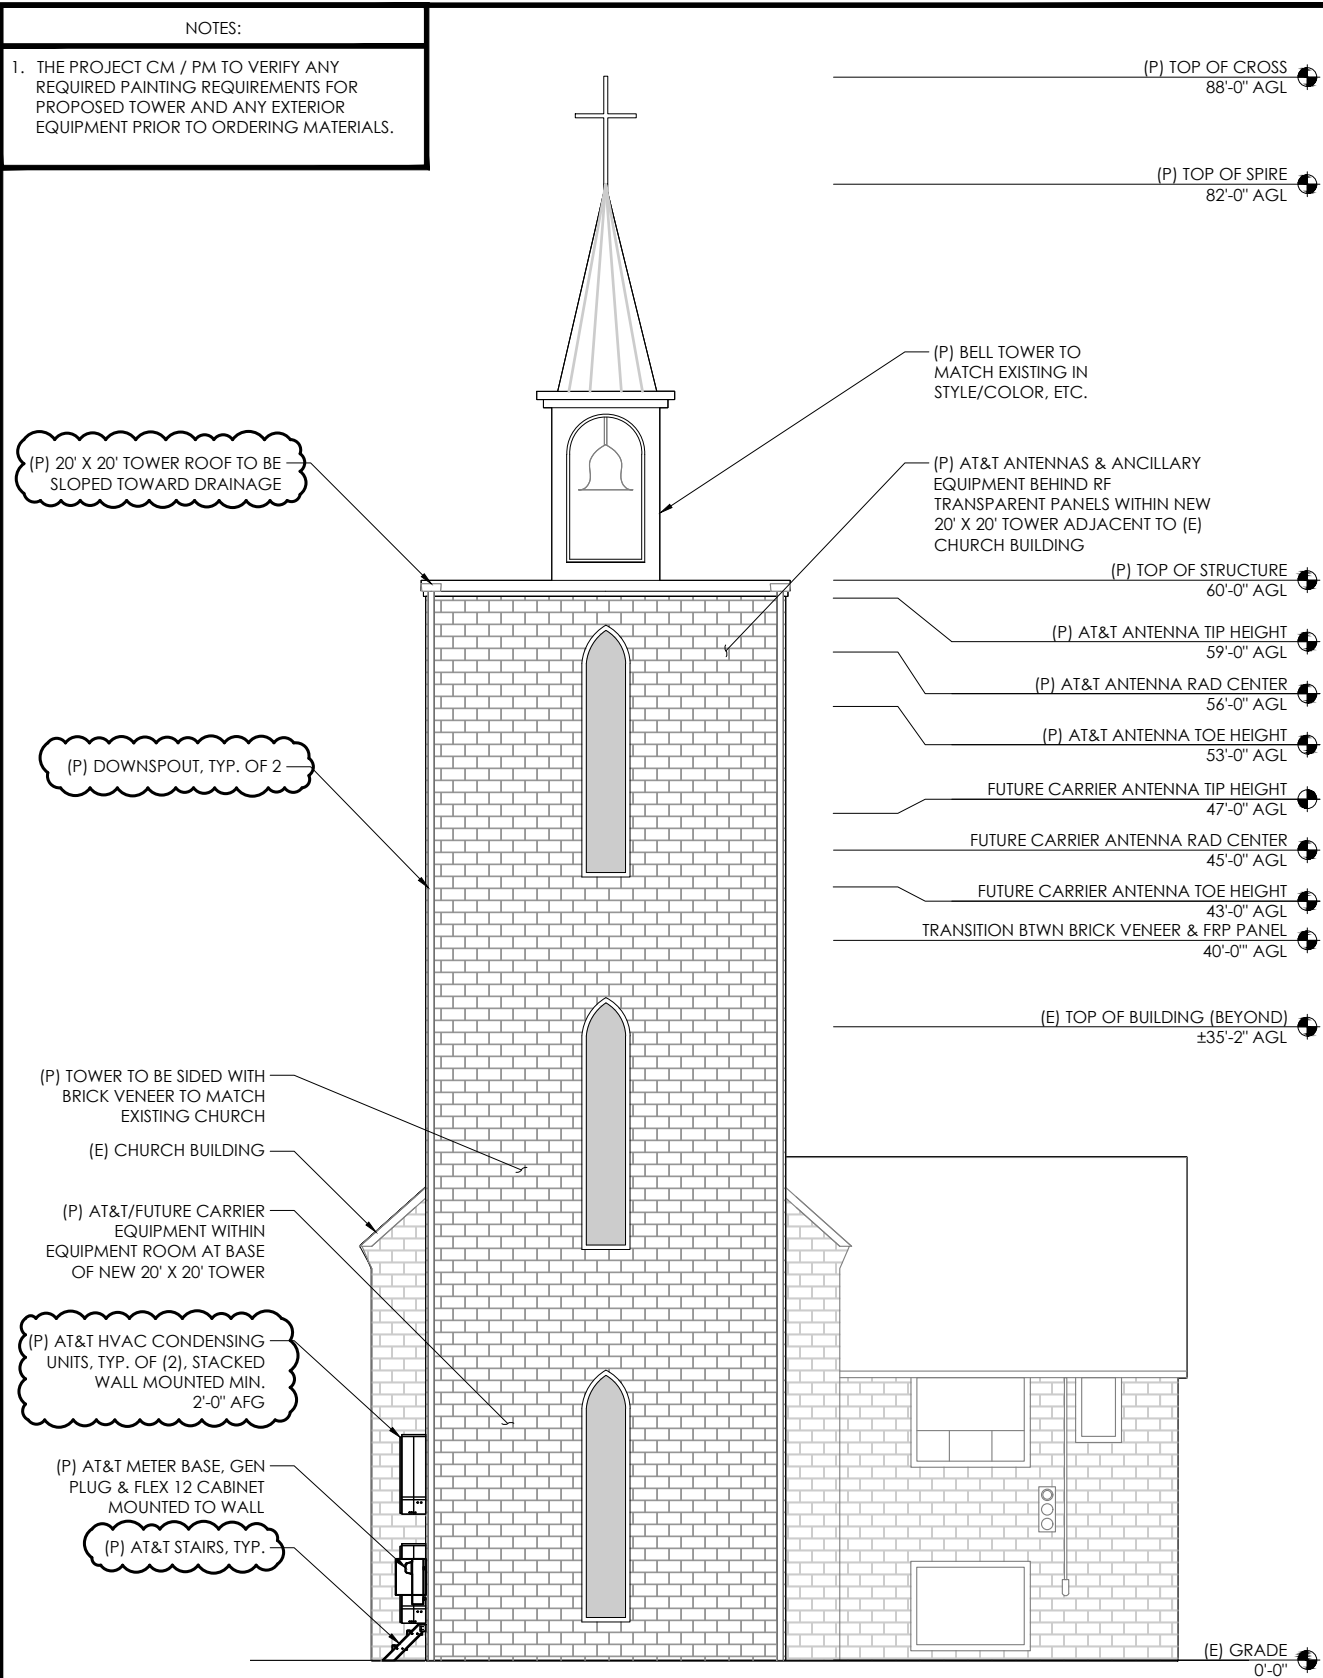 NOTES:
1. THE PROJECT CM / PM TO VERIFY ANY
REQUIRED PAINTING REQUIREMENTS FOR
PROPOSED TOWER AND ANY EXTERIOR
EQUIPMENT PRIOR TO ORDERING MATERIALS.
(P) TOP OF CROSS
88'-0" AGL
(P) TOP OF SPIRE
82'-0" AGL
(P) BELL TOWER TO
MATCH EXISTING IN
STYLE/COLOR, ETC.
(P) 20' X 20' TOWER ROOF TO BE
SLOPED TOWARD DRAINAGE
(P) AT&T ANTENNAS & ANCILLARY
EQUIPMENT BEHIND RF
TRANSPARENT PANELS WITHIN NEW
20' X 20' TOWER ADJACENT TO (E)
CHURCH BUILDING
(P) TOP OF STRUCTURE
60'-0" AGL
(P) AT&T ANTENNA TIP HEIGHT
59'-0" AGL
(P) AT&T ANTENNA RAD CENTER
56'-0" AGL
(P) AT&T ANTENNA TOE HEIGHT
53'-0" AGL
(P) DOWNSPOUT, TYP. OF 2
FUTURE CARRIER ANTENNA TIP HEIGHT
47'-0" AGL
FUTURE CARRIER ANTENNA RAD CENTER
45'-0" AGL
FUTURE CARRIER ANTENNA TOE HEIGHT
43'-0" AGL
TRANSITION BTWN BRICK VENEER & FRP PANEL
40'-0'" AGL
(E) TOP OF BUILDING (BEYOND)
±35'-2" AGL
(P) TOWER TO BE SIDED WITH
BRICK VENEER TO MATCH
EXISTING CHURCH
(E) CHURCH BUILDING
(P) AT&T/FUTURE CARRIER
EQUIPMENT WITHIN
EQUIPMENT ROOM AT BASE
OF NEW 20' X 20' TOWER
(P) AT&T HVAC CONDENSING
UNITS, TYP. OF (2), STACKED
WALL MOUNTED MIN.
2'-0" AFG
(P) AT&T METER BASE, GEN
PLUG & FLEX 12 CABINET
MOUNTED TO WALL
(P) AT&T STAIRS, TYP.
(E) GRADE
0'-0"